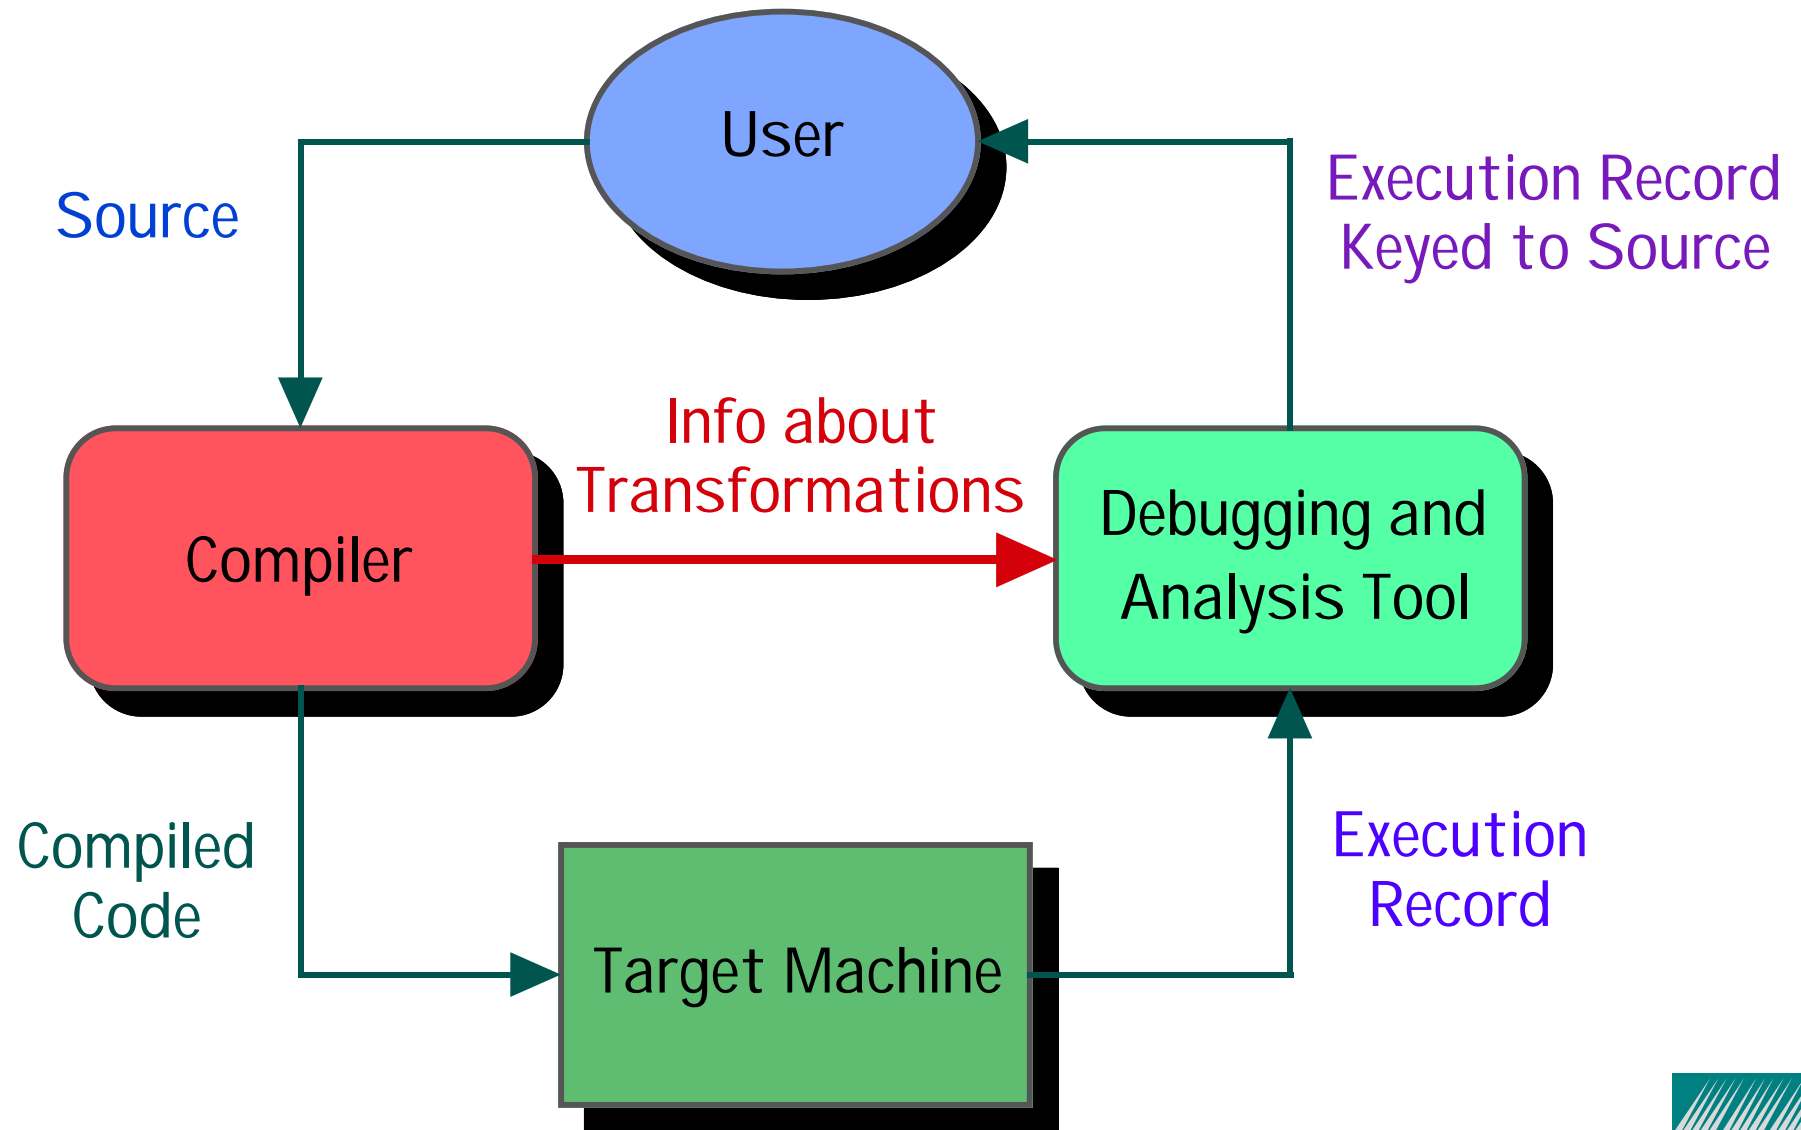 User
Source
Execution Record
Keyed to Source
Info about
Transformations
Compiler
Debugging and
Analysis Tool
Compiled
Code
Execution
Record
Target Machine